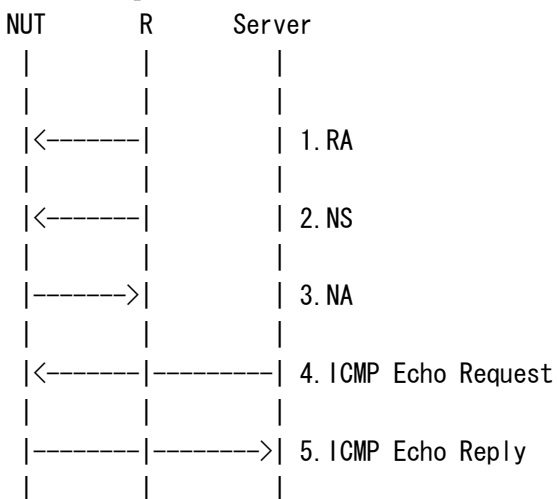 NUT R Server
1.RA
2.NS
3.NA
4.ICMP Echo Request
5.ICMP Echo Reply